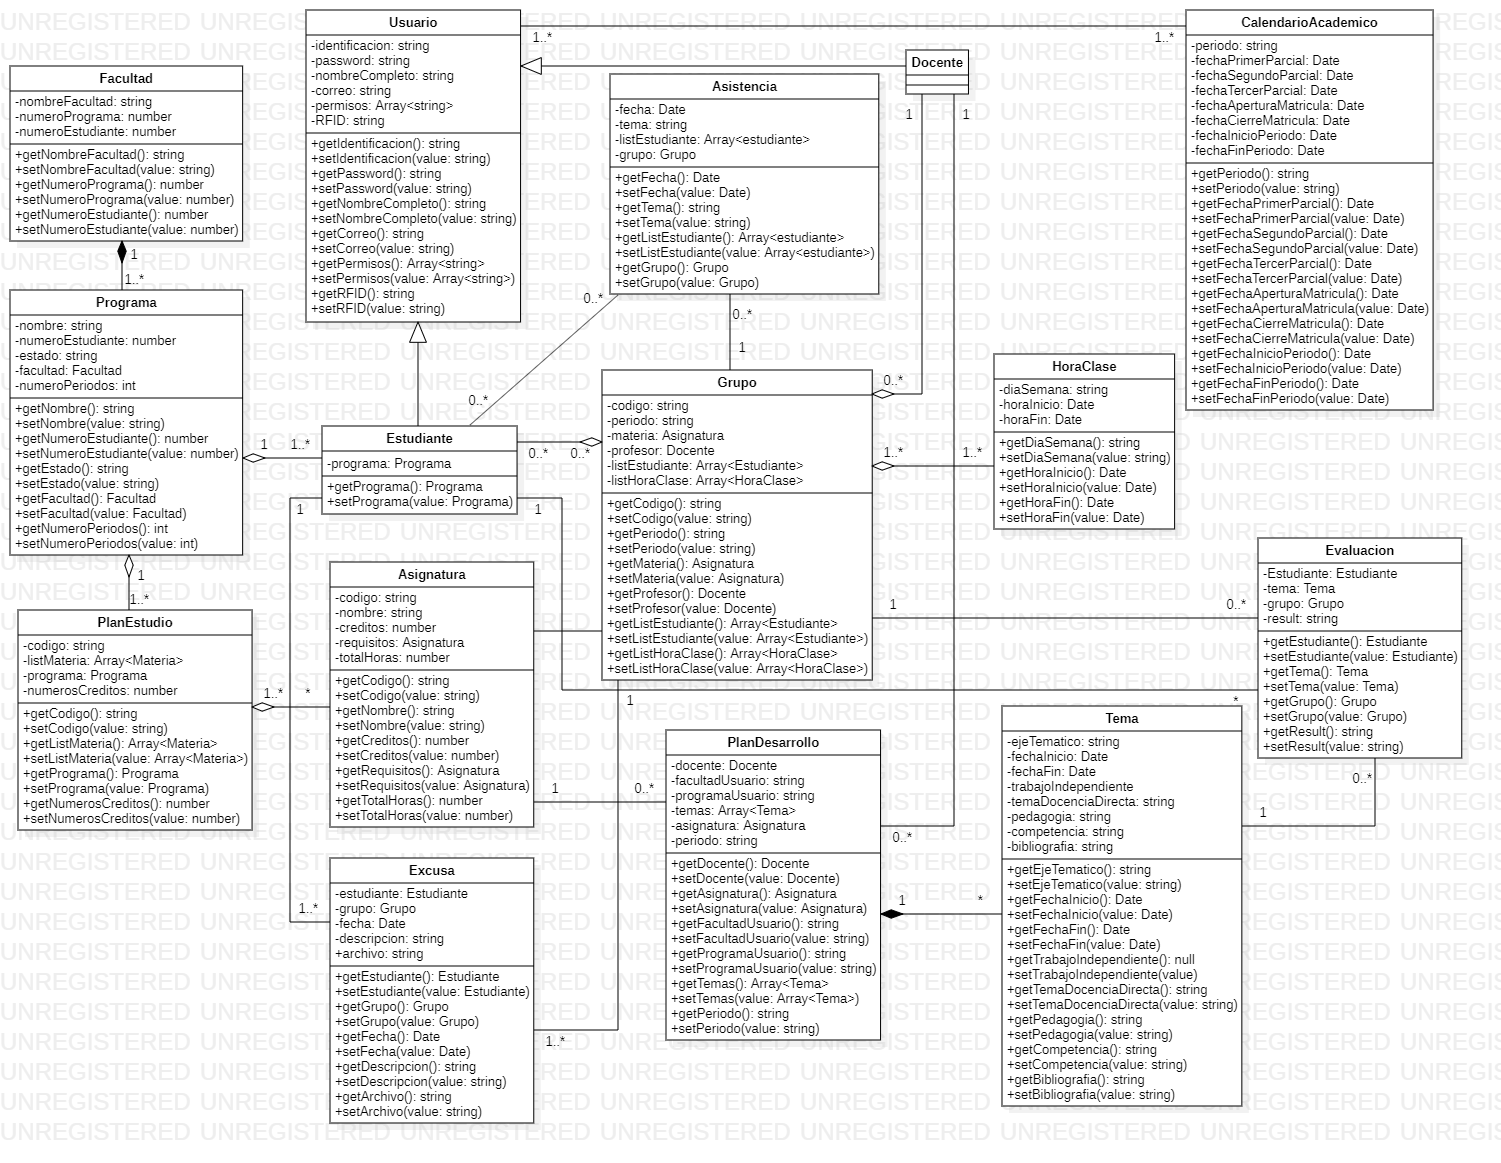 Usuario
-identificacion: string
-password: string
-nombreCompleto: string
-correo: string
-permisos: Array<string>
-RFID: string
+getIdentificacion(): string
+setIdentificacion(value: string)
+getPassword(): string
+setPassword(value: string)
+getNombreCompleto(): string
+setNombreCompleto(value: string)
+getCorreo(): string
+setCorreo(value: string)
+getPermisos(): Array<string>
+setPermisos(value: Array<string>)
+getRFID(): string
+setRFID(value: string)
1..*
1..*
CalendarioAcademico
-periodo: string
-fechaPrimerParcial: Date
-fechaSegundoParcial: Date
-fechaTercerParcial: Date
-fechaAperturaMatricula: Date
-fechaCierreMatricula: Date
-fechaInicioPeriodo: Date
-fechaFinPeriodo: Date
+getPeriodo(): string
+setPeriodo(value: string)
+getFechaPrimerParcial(): Date
+setFechaPrimerParcial(value: Date)
+getFechaSegundoParcial(): Date
+setFechaSegundoParcial(value: Date)
+getFechaTercerParcial(): Date
+setFechaTercerParcial(value: Date)
+getFechaAperturaMatricula(): Date
+setFechaAperturaMatricula(value: Date)
+getFechaCierreMatricula(): Date
+setFechaCierreMatricula(value: Date)
+getFechaInicioPeriodo(): Date
+setFechaInicioPeriodo(value: Date)
+getFechaFinPeriodo(): Date
+setFechaFinPeriodo(value: Date)
Docente
1
1
Facultad
-nombreFacultad: string
-numeroPrograma: number
-numeroEstudiante: number
+getNombreFacultad(): string
+setNombreFacultad(value: string)
+getNumeroPrograma(): number
+setNumeroPrograma(value: number)
+getNumeroEstudiante(): number
+setNumeroEstudiante(value: number)
1
1..*
Asistencia
-fecha: Date
-tema: string
-listEstudiante: Array<estudiante>
-grupo: Grupo
+getFecha(): Date
+setFecha(value: Date)
+getTema(): string
+setTema(value: string)
+getListEstudiante(): Array<estudiante>
+setListEstudiante(value: Array<estudiante>)
+getGrupo(): Grupo
+setGrupo(value: Grupo)
0..*
0..*
0..*
1
Programa
-nombre: string
-numeroEstudiante: number
-estado: string
-facultad: Facultad
-numeroPeriodos: int
+getNombre(): string
+setNombre(value: string)
+getNumeroEstudiante(): number
+setNumeroEstudiante(value: number)
+getEstado(): string
+setEstado(value: string)
+getFacultad(): Facultad
+setFacultad(value: Facultad)
+getNumeroPeriodos(): int
+setNumeroPeriodos(value: int)
1
1..*
1
1..*
Estudiante
-programa: Programa
+getPrograma(): Programa
+setPrograma(value: Programa)
0..*
0..*
1
1
Grupo
-codigo: string
-periodo: string
-materia: Asignatura
-profesor: Docente
-listEstudiante: Array<Estudiante>
-listHoraClase: Array<HoraClase>
+getCodigo(): string
+setCodigo(value: string)
+getPeriodo(): string
+setPeriodo(value: string)
+getMateria(): Asignatura
+setMateria(value: Asignatura)
+getProfesor(): Docente
+setProfesor(value: Docente)
+getListEstudiante(): Array<Estudiante>
+setListEstudiante(value: Array<Estudiante>)
+getListHoraClase(): Array<HoraClase>
+setListHoraClase(value: Array<HoraClase>)
0..*
1..*
1..*
1
0..*
1
HoraClase
-diaSemana: string
-horaInicio: Date
-horaFin: Date
+getDiaSemana(): string
+setDiaSemana(value: string)
+getHoraInicio(): Date
+setHoraInicio(value: Date)
+getHoraFin(): Date
+setHoraFin(value: Date)
Evaluacion
-Estudiante: Estudiante
-tema: Tema
-grupo: Grupo
-result: string
+getEstudiante(): Estudiante
+setEstudiante(value: Estudiante)
+getTema(): Tema
+setTema(value: Tema)
+getGrupo(): Grupo
+setGrupo(value: Grupo)
+getResult(): string
+setResult(value: string)
*
0..*
1
Asignatura
-codigo: string
-nombre: string
-creditos: number
-requisitos: Asignatura
-totalHoras: number
+getCodigo(): string
+setCodigo(value: string)
+getNombre(): string
+setNombre(value: string)
+getCreditos(): number
+setCreditos(value: number)
+getRequisitos(): Asignatura
+setRequisitos(value: Asignatura)
+getTotalHoras(): number
+setTotalHoras(value: number)
1
0..*
PlanEstudio
-codigo: string
-listMateria: Array<Materia>
-programa: Programa
-numerosCreditos: number
+getCodigo(): string
+setCodigo(value: string)
+getListMateria(): Array<Materia>
+setListMateria(value: Array<Materia>)
+getPrograma(): Programa
+setPrograma(value: Programa)
+getNumerosCreditos(): number
+setNumerosCreditos(value: number)
1..*
*
PlanDesarrollo
-docente: Docente
-facultadUsuario: string
-programaUsuario: string
-temas: Array<Tema>
-asignatura: Asignatura
-periodo: string
+getDocente(): Docente
+setDocente(value: Docente)
+getAsignatura(): Asignatura
+setAsignatura(value: Asignatura)
+getFacultadUsuario(): string
+setFacultadUsuario(value: string)
+getProgramaUsuario(): string
+setProgramaUsuario(value: string)
+getTemas(): Array<Tema>
+setTemas(value: Array<Tema>)
+getPeriodo(): string
+setPeriodo(value: string)
0..*
1
*
Tema
-ejeTematico: string
-fechaInicio: Date
-fechaFin: Date
-trabajoIndependiente
-temaDocenciaDirecta: string
-pedagogia: string
-competencia: string
-bibliografia: string
+getEjeTematico(): string
+setEjeTematico(value: string)
+getFechaInicio(): Date
+setFechaInicio(value: Date)
+getFechaFin(): Date
+setFechaFin(value: Date)
+getTrabajoIndependiente(): null
+setTrabajoIndependiente(value)
+getTemaDocenciaDirecta(): string
+setTemaDocenciaDirecta(value: string)
+getPedagogia(): string
+setPedagogia(value: string)
+getCompetencia(): string
+setCompetencia(value: string)
+getBibliografia(): string
+setBibliografia(value: string)
Excusa
-estudiante: Estudiante
-grupo: Grupo
-fecha: Date
-descripcion: string
+archivo: string
+getEstudiante(): Estudiante
+setEstudiante(value: Estudiante)
+getGrupo(): Grupo
+setGrupo(value: Grupo)
+getFecha(): Date
+setFecha(value: Date)
+getDescripcion(): string
+setDescripcion(value: string)
+getArchivo(): string
+setArchivo(value: string)
1..*
1..*
UNREGISTERED